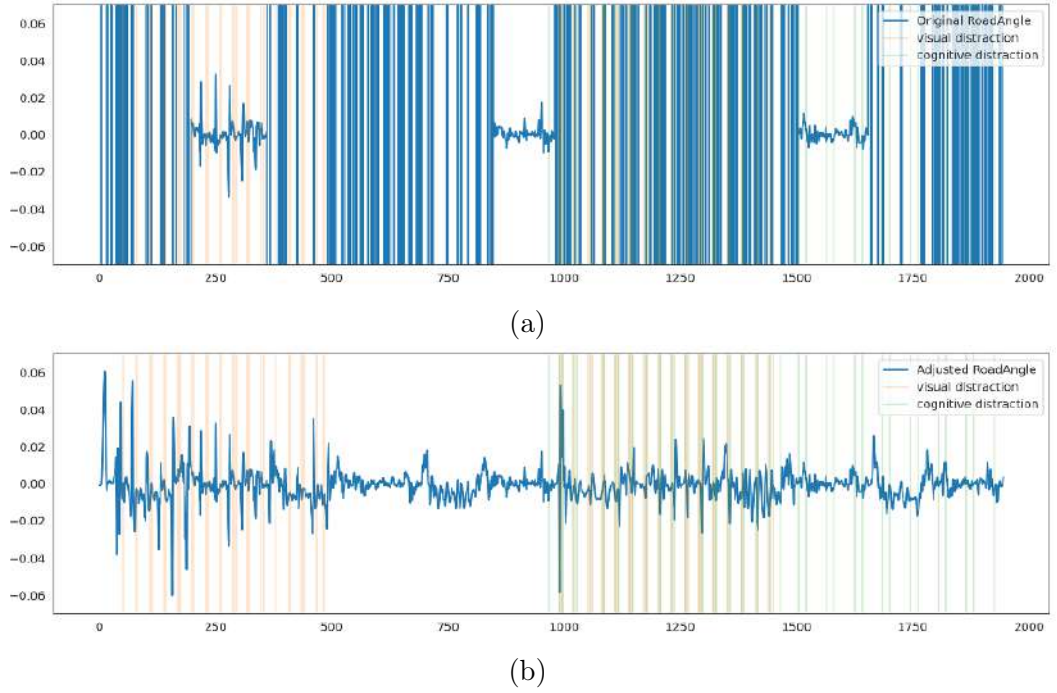 0.06
Original RoadAngle
visual distraction
0.04
cognitive distraction
0.02
0.00
−0.02
−0.04
−0.06
0 250 500 750 1000 1250 1500 1750 2000
(a)
0.06
Adjusted RoadAngle
visual distraction
0.04
cognitive distraction
0.02
0.00
−0.02
−0.04
−0.06
0 250 500 750 1000 1250 1500 1750 2000
(b)